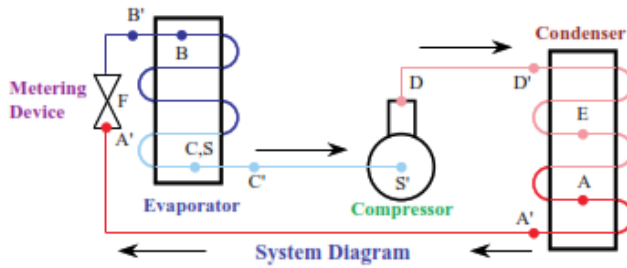 Condenser
B'
B
D
D'
Metering
Device
F
E
A'
C,S
C'
S'
A
Evaporator
Compressor
A'
System Diagram